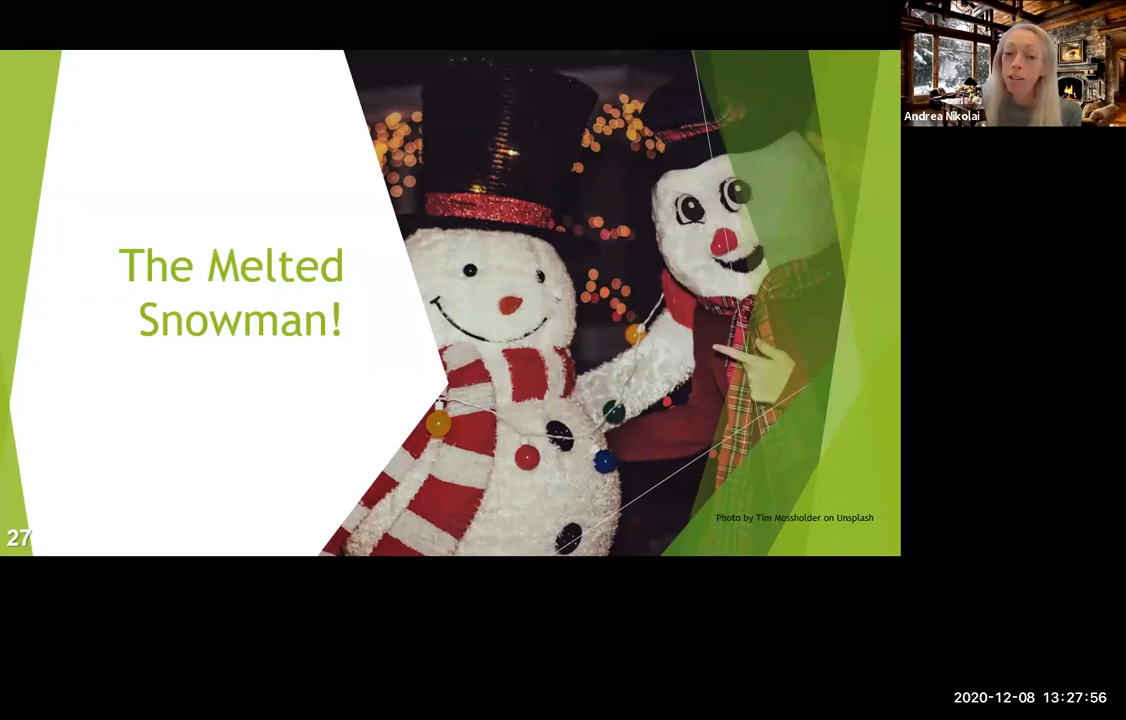 Andrea Nikolai
The Melted
Snowman!
Photo by Tim Mossholder on Unsplash
27
2020-12-08 13:27:56